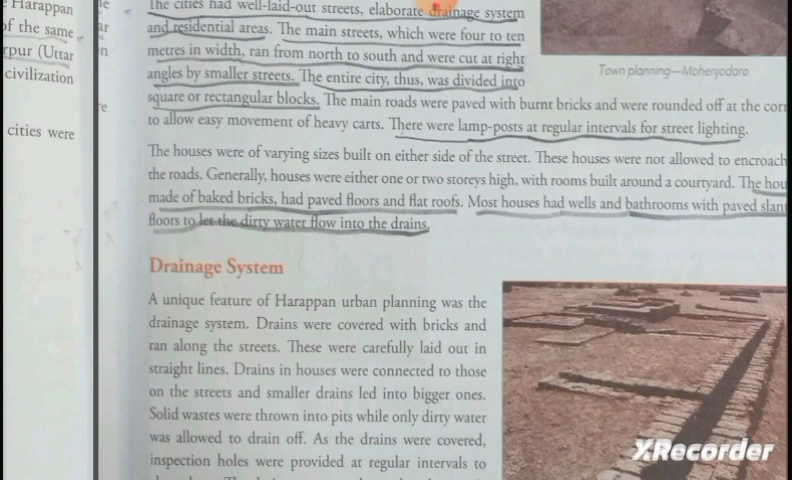 Harappan
of the same
rpur (Uttar
civilization
cities were
The cities had well-laid-out streets, elaborate drainage system
and residential areas. The main streets, which were four to ten
metres in width, ran from north to south and were cut at right
angles by smaller streets. The entire city, thus, was divided into
square or rectangular blocks. The main roads were paved with burnt bricks and were rounded off at the
to allow easy movement of heavy carts. There were lamp-posts at regular intervals for street lighting.
Town planning—Mohenjodaro
The houses were of varying sizes built on either side of the street. These houses were not allowed to encroach
the roads. Generally, houses were either one or two storeys high, with rooms built around a courtyard. The
made of baked bricks, had paved floors and flat roofs. Most houses had wells and bathrooms with paved
floors to let the dirty water flow into the drains.
Drainage System
A unique feature of Harappan urban planning was the
drainage system. Drains were covered with bricks and
ran along the streets. These were carefully laid out in
straight lines. Drains in houses were connected to those
on the streets and smaller drains led into bigger ones.
Solid wastes were thrown into pits while only dirty water
was allowed to drain off. As the drains were covered,
inspection holes were provided at regular intervals to
XRecorder